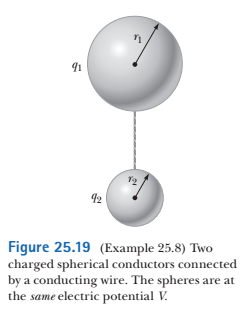 r1
q1
r2
q2
Figure 25.19 (Example 25.8) Two
charged spherical conductors connected
by a conducting wire. The spheres are at
the same electric potential V.